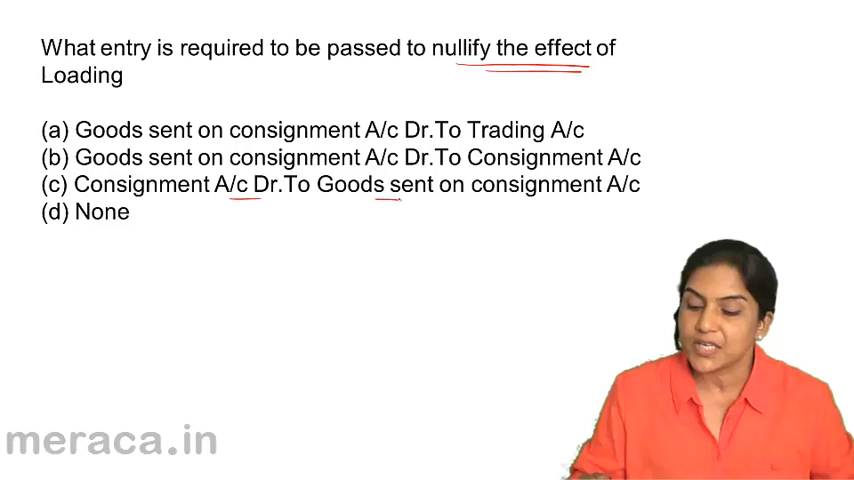 What entry is required to be passed to nullify the effect of
Loading
(a) Goods sent on consignment A/c Dr.To Trading A/c
(b) Goods sent on consignment A/c Dr.To Consignment A/c
(c) Consignment A/c Dr.To Goods sent on consignment A/c
(d) None
meraca.in